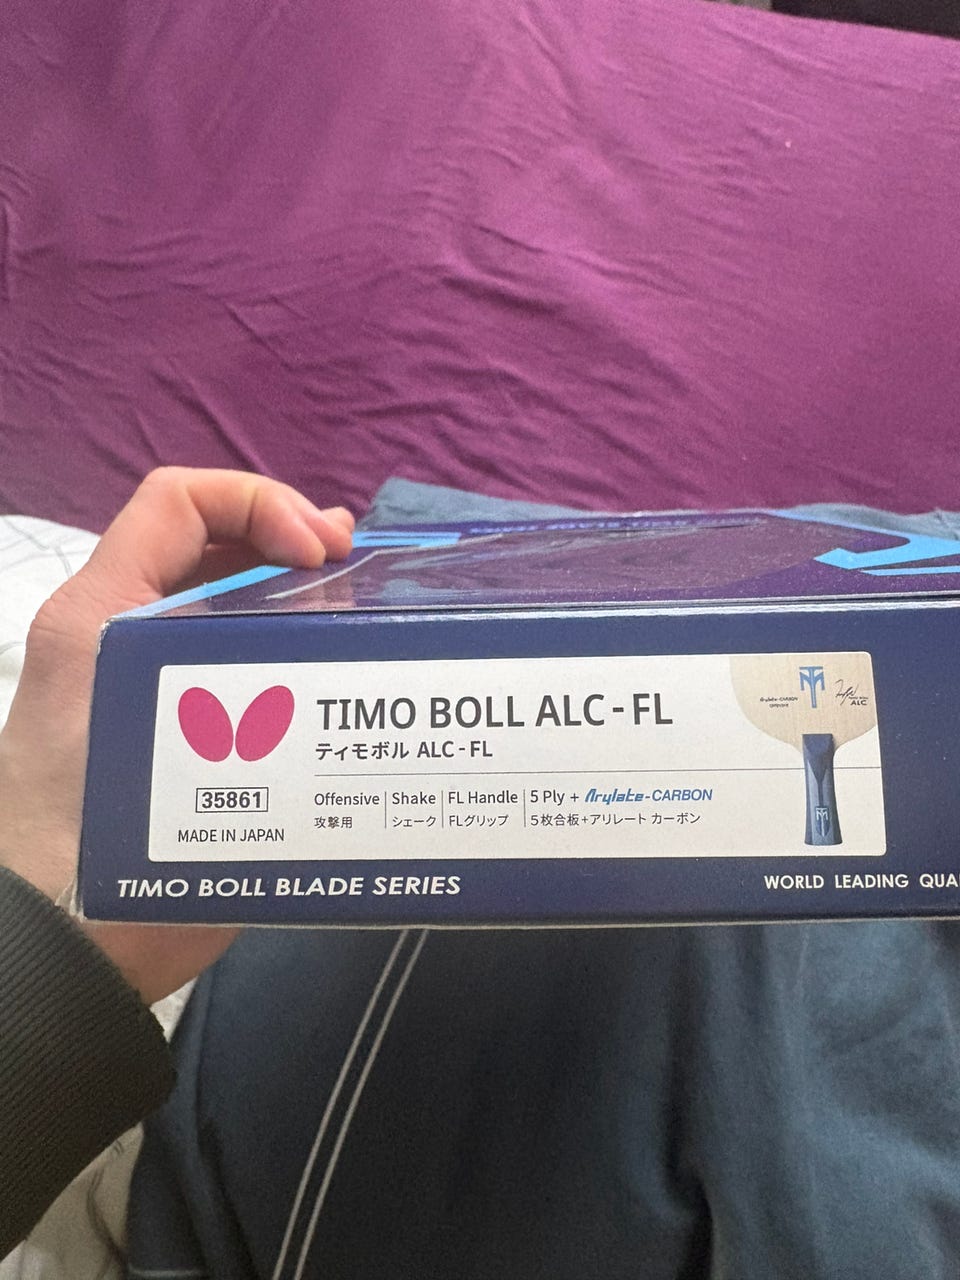 TIMO BOLL ALC-FL
ティモボル ALC-FL
35861
MADE IN JAPAN
Offensive | Shake | FL Handle | 5 Ply + Arylate-CARBON
攻撃用 | シェーク | FLグリップ | 5枚合板+アリレート カーボン
Arylate-CARBON
ALC
TIMO BOLL BLADE SERIES
WORLD LEADING